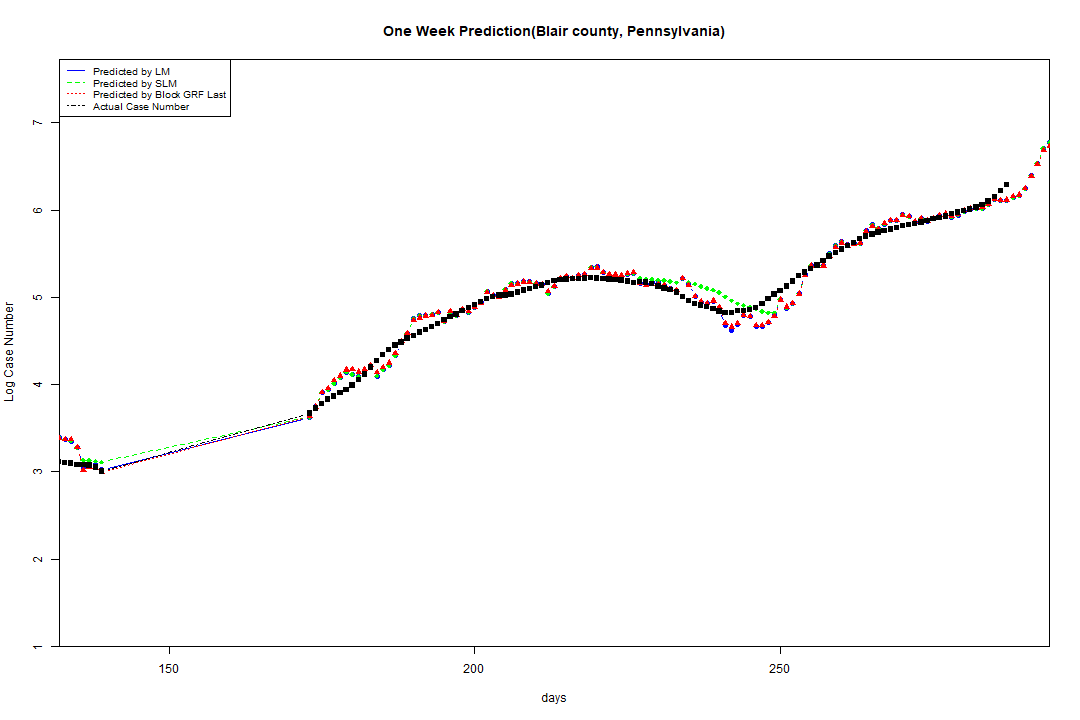 One Week Prediction(Blair county, Pennsylvania)
Predicted by LM
Predicted by SLM
Predicted by Block GRF Last
Actual Case Number
Log Case Number
7
6
5
4
3
2
1
150 200 250
days